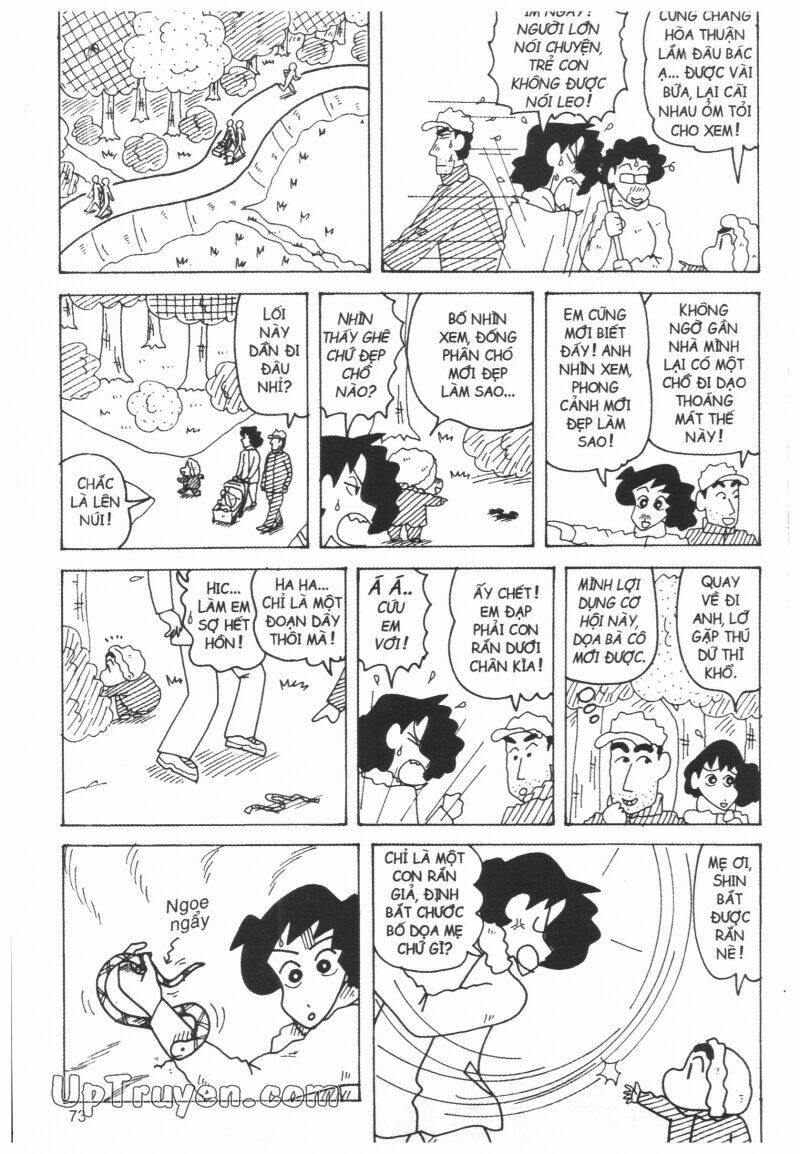 CŨNG CHẲNG
HÒA THUẬN
LẮM ĐÂU BÁC
Ạ... ĐƯỢC VÀI
BỮA, LẠI CÃI
NHAU ỎM TỎI
CHO XEM!
IM NGAY!
NGƯỜI LỚN
NÓI CHUYỆN,
TRẺ CON
KHÔNG ĐƯỢC
NÓI LEO!
KHÔNG
NGỜ GẦN
NHÀ MÌNH
LẠI CÓ MỘT
CHỖ ĐI DẠO
THOÁNG
MÁT THẾ
NÀY!
EM CŨNG
MỚI BIẾT
ĐẤY! ANH
NHÌN XEM,
PHONG
CẢNH MỚI
ĐẸP LÀM
SAO!
BỐ NHÌN
XEM, ĐỐNG
PHÂN CHÓ
MỚI ĐẸP
LÀM SAO...
NHÌN
THẤY GHÊ
CHỨ ĐẸP
CHỖ
NÀO?
LỐI
NÀY
DẪN ĐI
ĐÂU
NHỈ?
CHẮC
LÀ LÊN
NÚI!
QUAY
VỀ ĐI
ANH, LỠ
GẶP THÚ
DỮ THÌ
KHỔ.
MÌNH LỢI
DỤNG CƠ
HỘI NÀY,
DỌA BÀ CÔ
MỚI ĐƯỢC.
ẤY CHẾT!
EM ĐẠP
PHẢI CON
RẮN DƯỚI
CHÂN KÌA!
Á Á..
CỨU
EM
VỚI!
HA HA...
CHỈ LÀ MỘT
ĐOẠN DÂY
THÔI MÀ!
HIC...
LÀM EM
SỢ HẾT
HỒN!
MẸ ƠI,
SHIN
BẮT
ĐƯỢC
RẮN
NÈ!
CHỈ LÀ MỘT
CON RẮN
GIẢ, ĐỊNH
BẮT CHƯỚC
BỐ DỌA MẸ
CHỨ GÌ?
Ngoe
ngẩy
UpTruyen.com
73